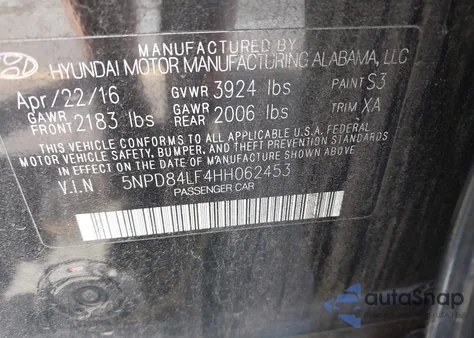 MANUFACTURED BY
HYUNDAI MOTOR MANUFACTURING ALABAMA, LLC
Apr/22/16 GVWR 3924 lbs PAINT S3
GAWR FRONT 2183 lbs GAWR REAR 2006 lbs TRIM XA
THIS VEHICLE CONFORMS TO ALL APPLICABLE U.S.A. FEDERAL
MOTOR VEHICLE SAFETY, BUMPER, AND THEFT PREVENTION STANDARDS
IN EFFECT ON THE DATE OF MANUFACTURE SHOWN ABOVE.
V.I.N 5NPD84LF4HH062453
PASSENGER CAR
autoSnap